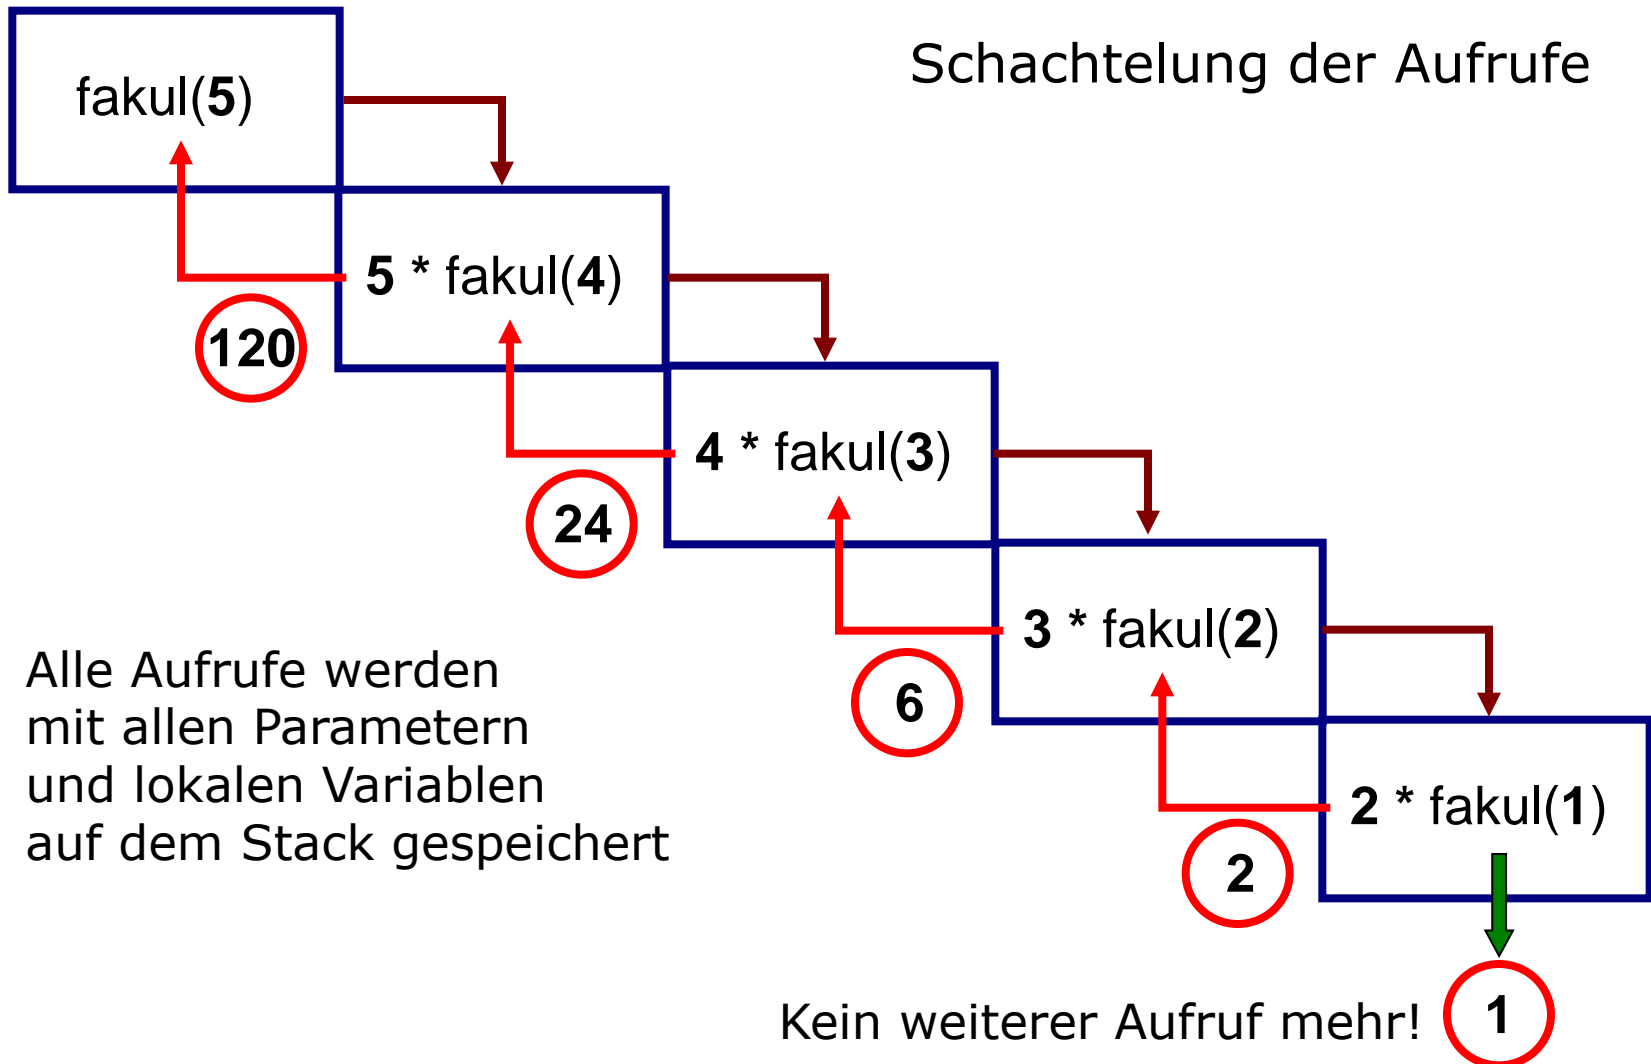 Schachtelung der Aufrufe
fakul(5)
5 * fakul(4)
120
4 * fakul(3)
24
3 * fakul(2)
6
2 * fakul(1)
2
Alle Aufrufe werden
mit allen Parametern
und lokalen Variablen
auf dem Stack gespeichert
Kein weiterer Aufruf mehr!
1